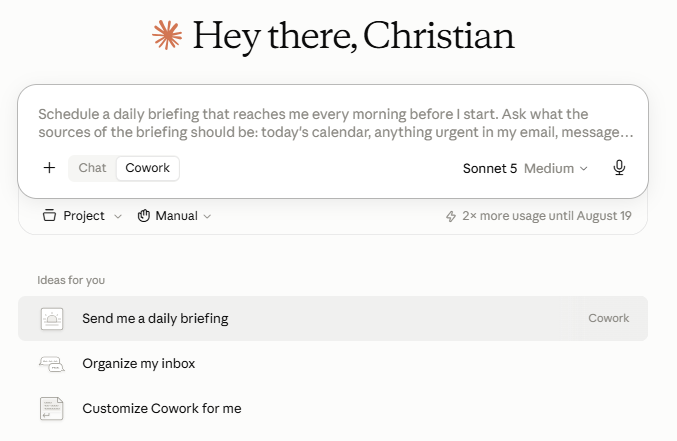 Hey there, Christian
Schedule a daily briefing that reaches me every morning before I start. Ask what the
sources of the briefing should be: today's calendar, anything urgent in my email, message...
Chat
Cowork
Sonnet 5 Medium
Project
Manual
2× more usage until August 19
Ideas for you
Send me a daily briefing
Cowork
Organize my inbox
Customize Cowork for me